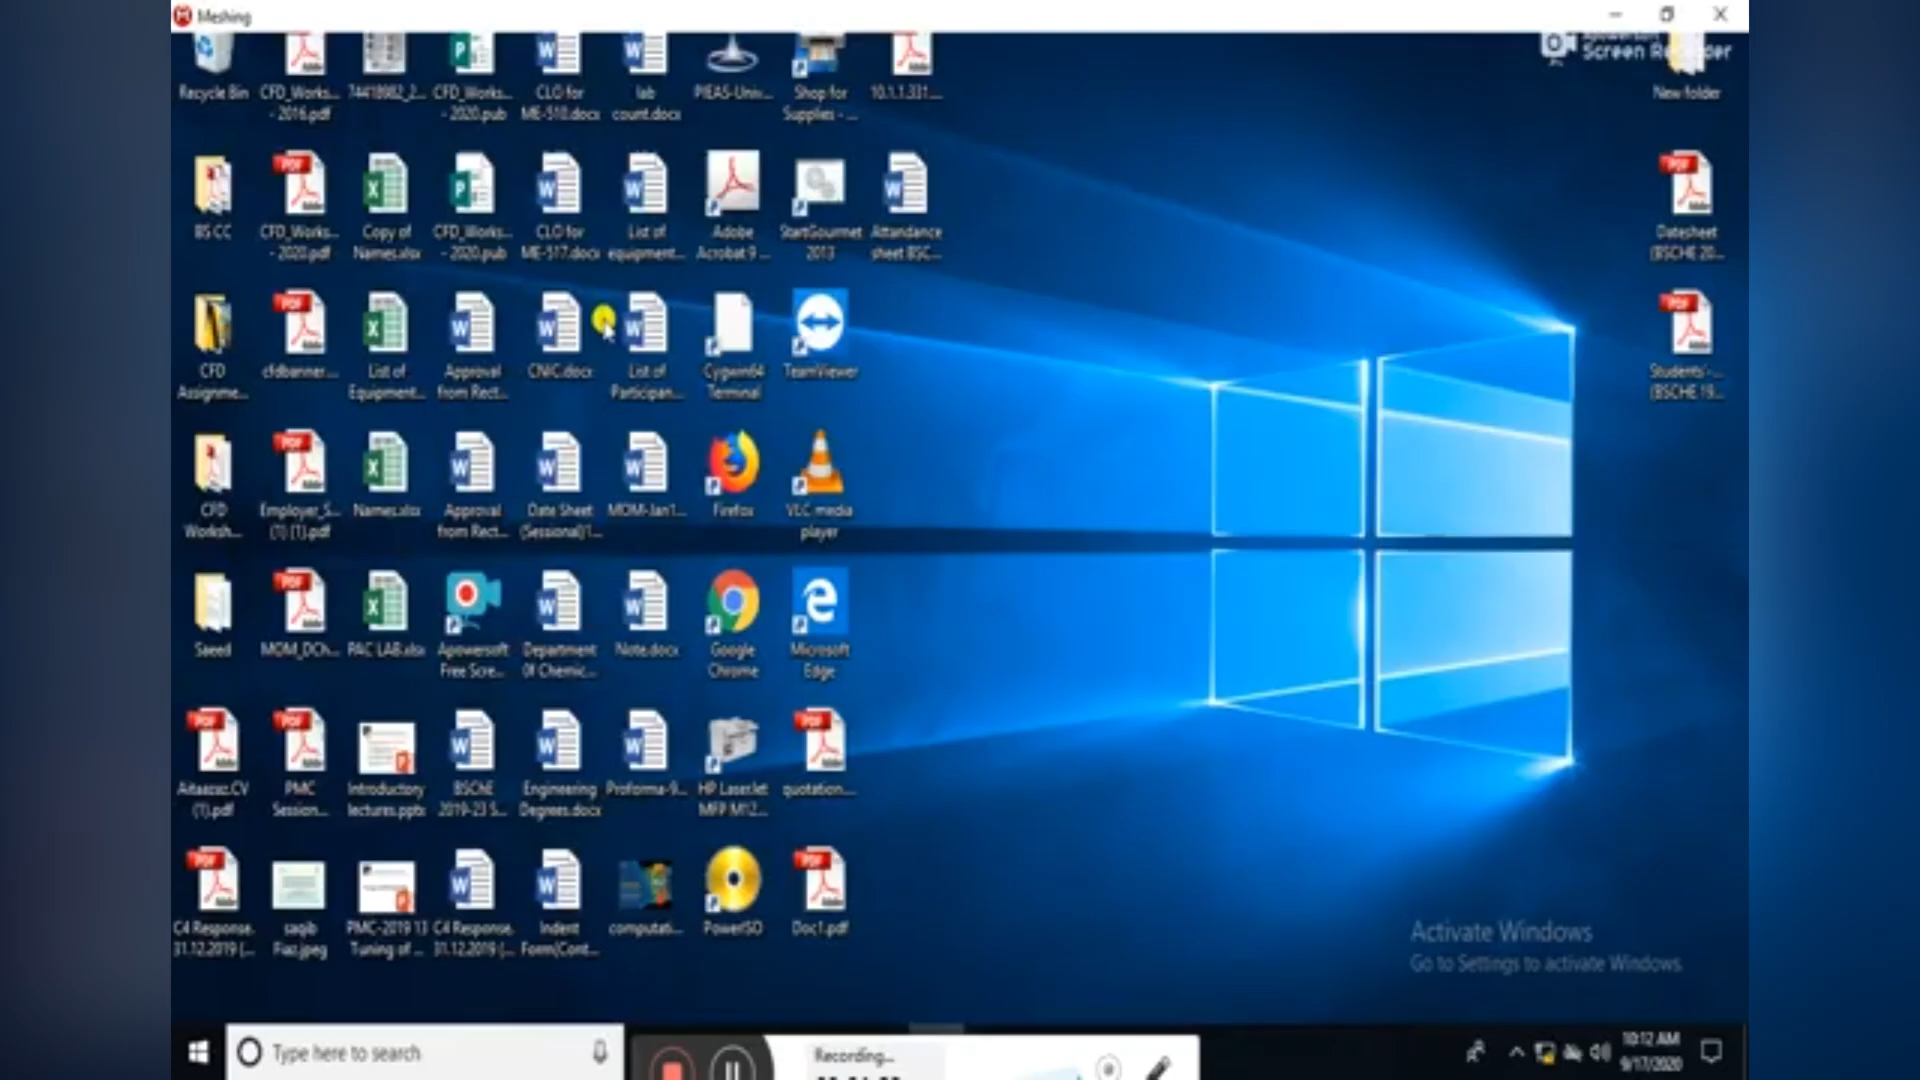 Meshing
Screen Recorder
Recycle Bin
CFD_Works...
- 2016.pdf
74418982_2...
CFD_Works...
- 2020.pub
CLO for
ME-510.docx
lab
count.docx
PIEAS-Univ...
Shop for
Supplies - ...
10.1.1.331....
New folder
BS CC
CFD_Works...
- 2020.pdf
Copy of
Names.xlsx
CFD_Works...
- 2020.pub
CLO for
ME-517.docx
List of
equipment...
Adobe
Acrobat 9 ...
StartGourmet
2013
Attendance
sheet BSC...
Datesheet
(BSCHE 20...
CFD
Assignme...
cfdbanner....
List of
Equipment...
Approval
from Rect...
CNIC.docx
List of
Participan...
Cygwin64
Terminal
TeamViewer
Students'-...
(BSCHE 19...
CFD
Worksh...
Employer_S...
(1) (1).pdf
Names.xlsx
Approval
from Rect...
Date Sheet
(Sessional)1...
MOM-Jan1...
Firefox
VLC media
player
Saeed
MOM_DCh...
PAC LAB.xlsx
Apowersoft
Free Scre...
Department
Of Chemic...
Note.docx
Google
Chrome
Microsoft
Edge
(1).pdf
PMC
Session...
Introductory
lectures.pptx
BSChE
2019-23 S...
Engineering
Degrees.docx
Proforma-9...
HP LaserJet
MFP M12...
quotation....
C4 Response.
31.12.2019 (...
saqib
Fiaz.jpeg
PMC-2019 13
Tuning of ...
C4 Response.
31.12.2019 (...
Indent
Form(Cont...
computati...
PowerISO
Doc1.pdf
Activate Windows
Go to Settings to activate Windows.
Type here to search
Recording...
10:12 AM
9/17/2020